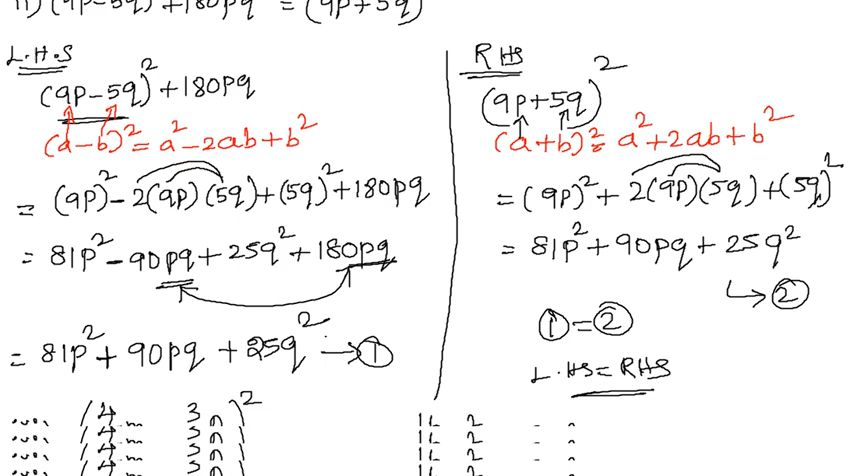 ii) (9p-5q)² + 180pq = (9p+5q)²
L.H.S
(9p-5q)² + 180pq
(a-b)² = a² - 2ab + b²
= (9p)² - 2(9p)(5q) + (5q)² + 180pq
= 81p² - 90pq + 25q² + 180pq
= 81p² + 90pq + 25q² → ①
RHS
(9p+5q)²
(a+b)² = a² + 2ab + b²
= (9p)² + 2(9p)(5q) + (5q)²
= 81p² + 90pq + 25q²
→ ②
① = ②
L.HS = RHS